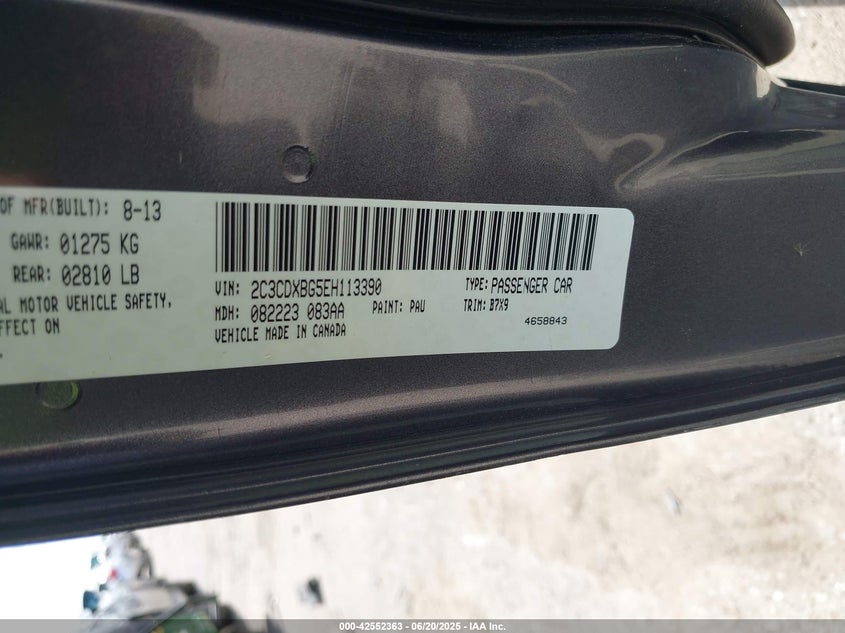 OF MFR(BUILT): 8-13
GAWR: 01275 KG
REAR: 02810 LB
AL MOTOR VEHICLE SAFETY,
EFFECT ON
VIN: 2C3CDXBG5EH113390 TYPE: PASSENGER CAR
MDH: 082223 083AA PAINT: PAU TRIM: B7X9
VEHICLE MADE IN CANADA 4658843
000-42552363 - 06/20/2025 - IAA Inc.